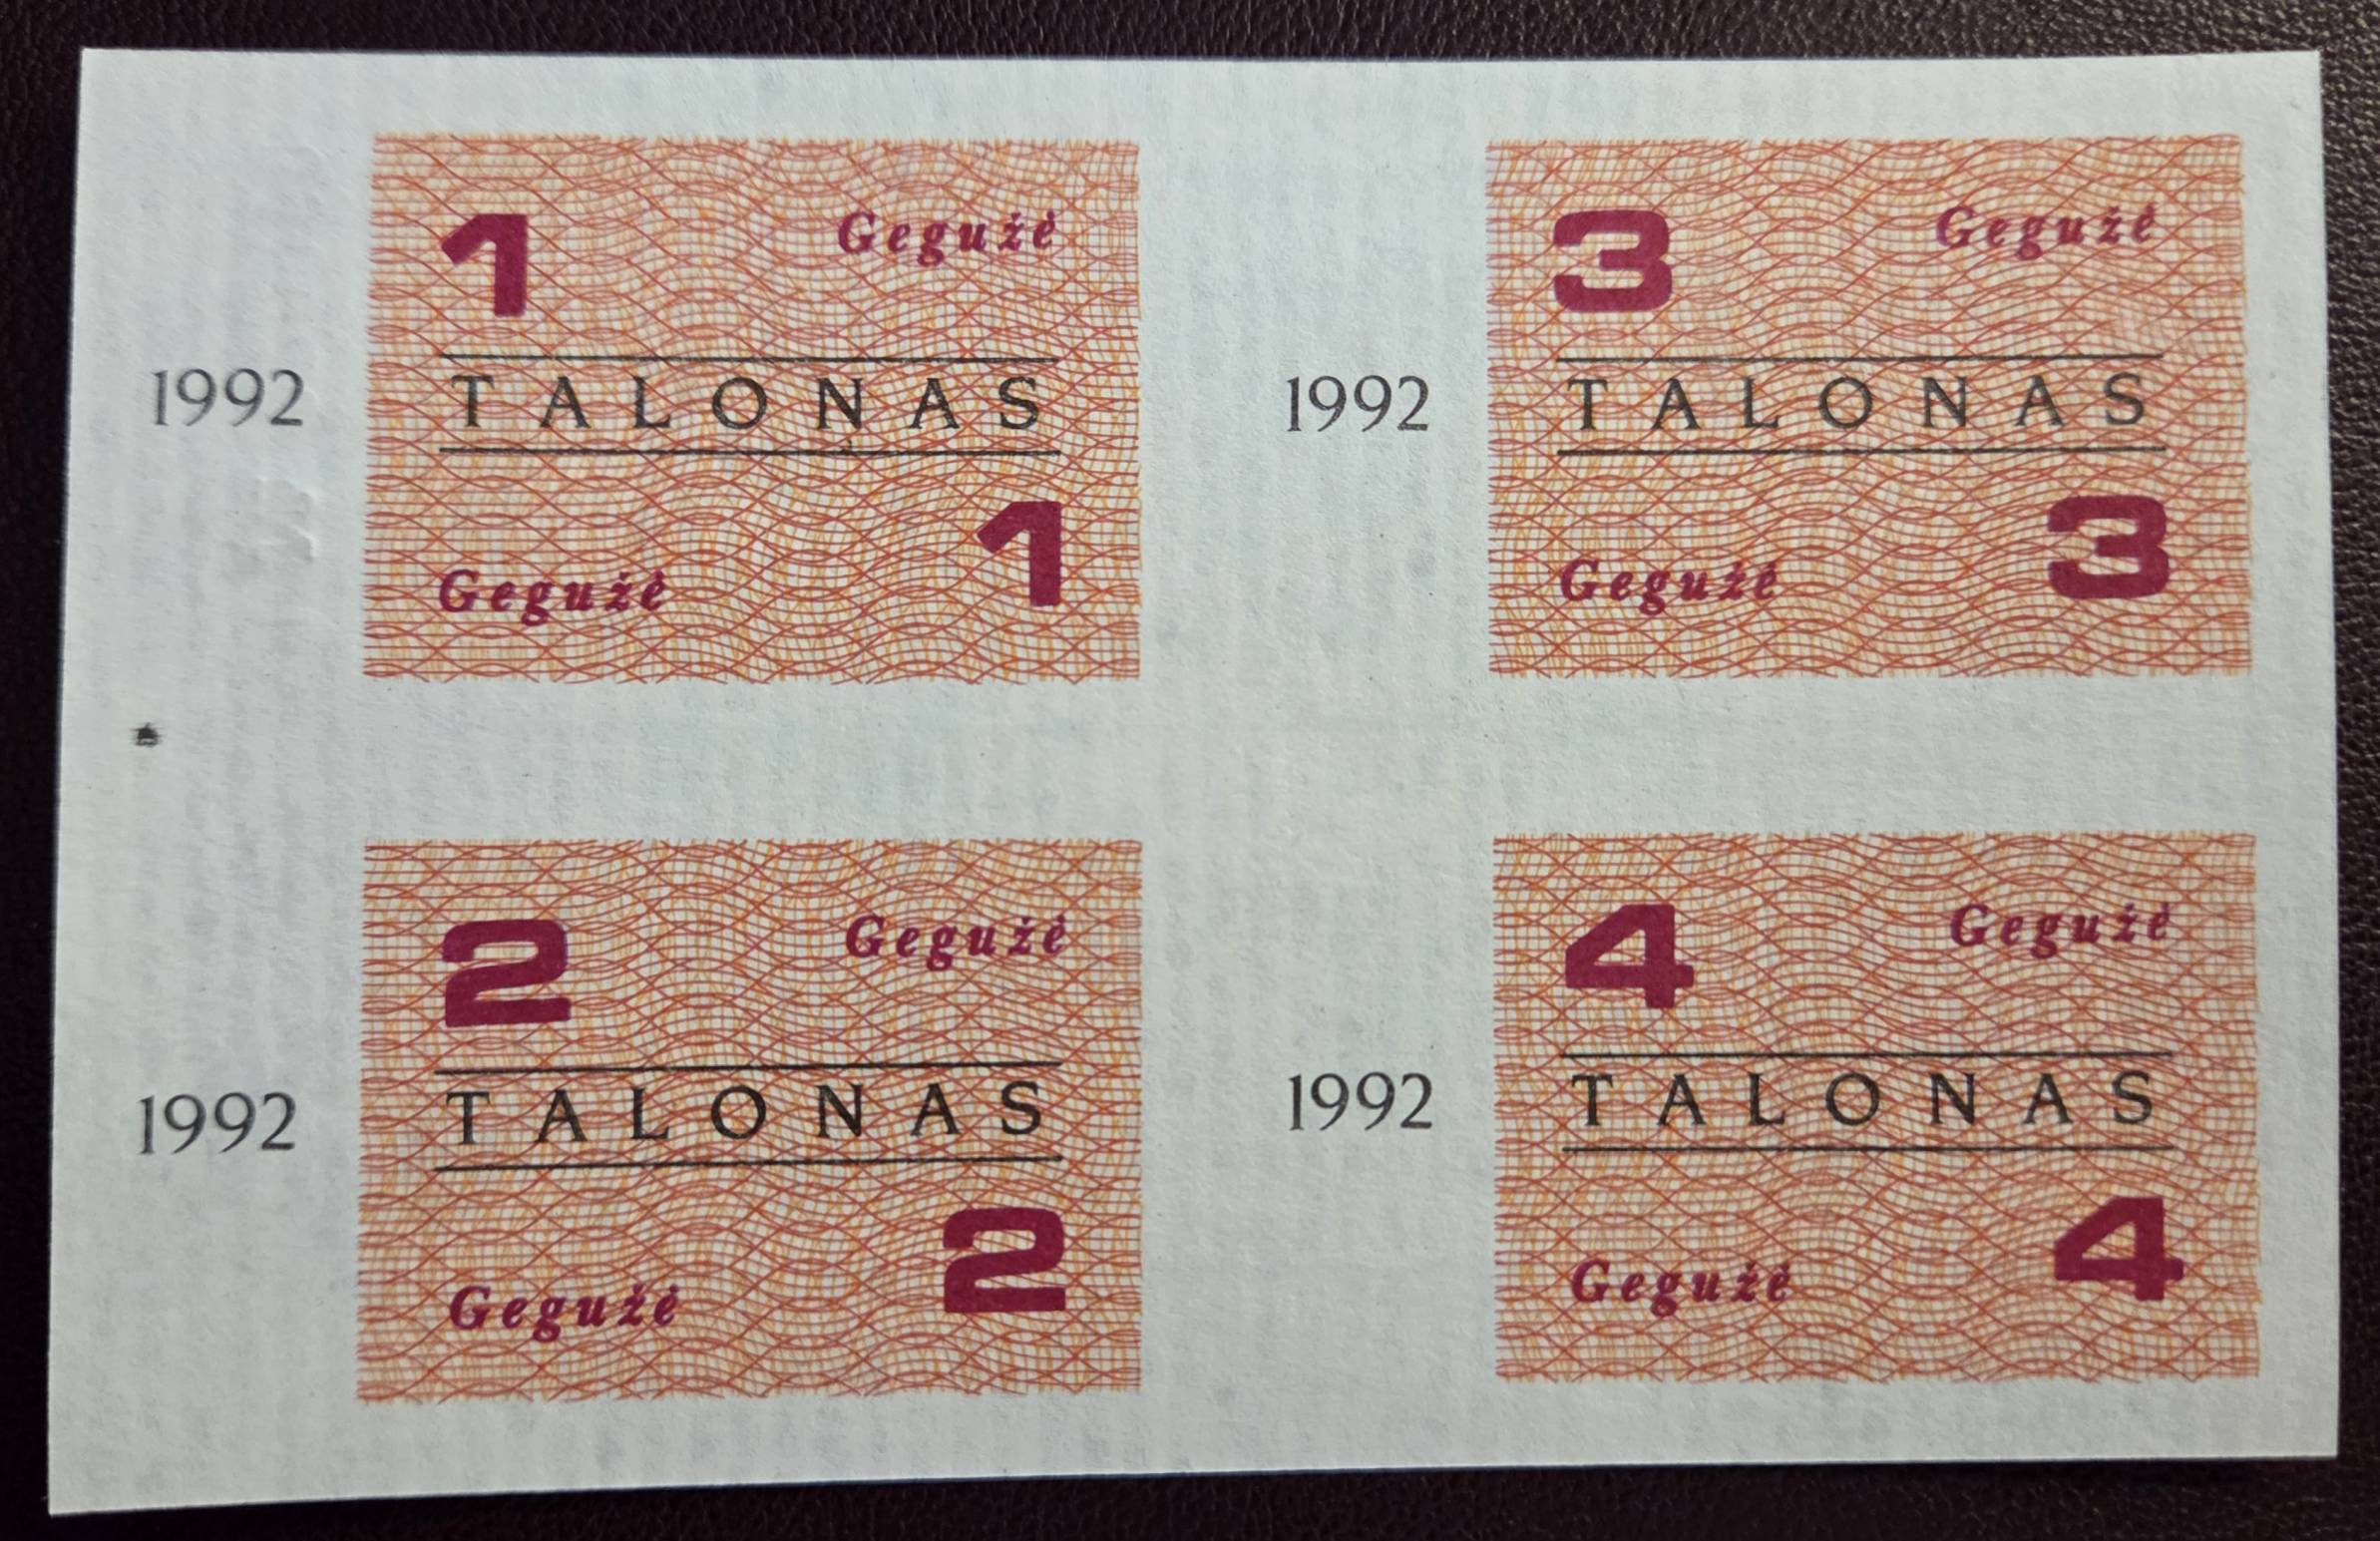 1 Gegužė
1992 TALONAS
Gegužė 1
3 Gegužė
1992 TALONAS
Gegužė 3
2 Gegužė
1992 TALONAS
Gegužė 2
4 Gegužė
1992 TALONAS
Gegužė 4